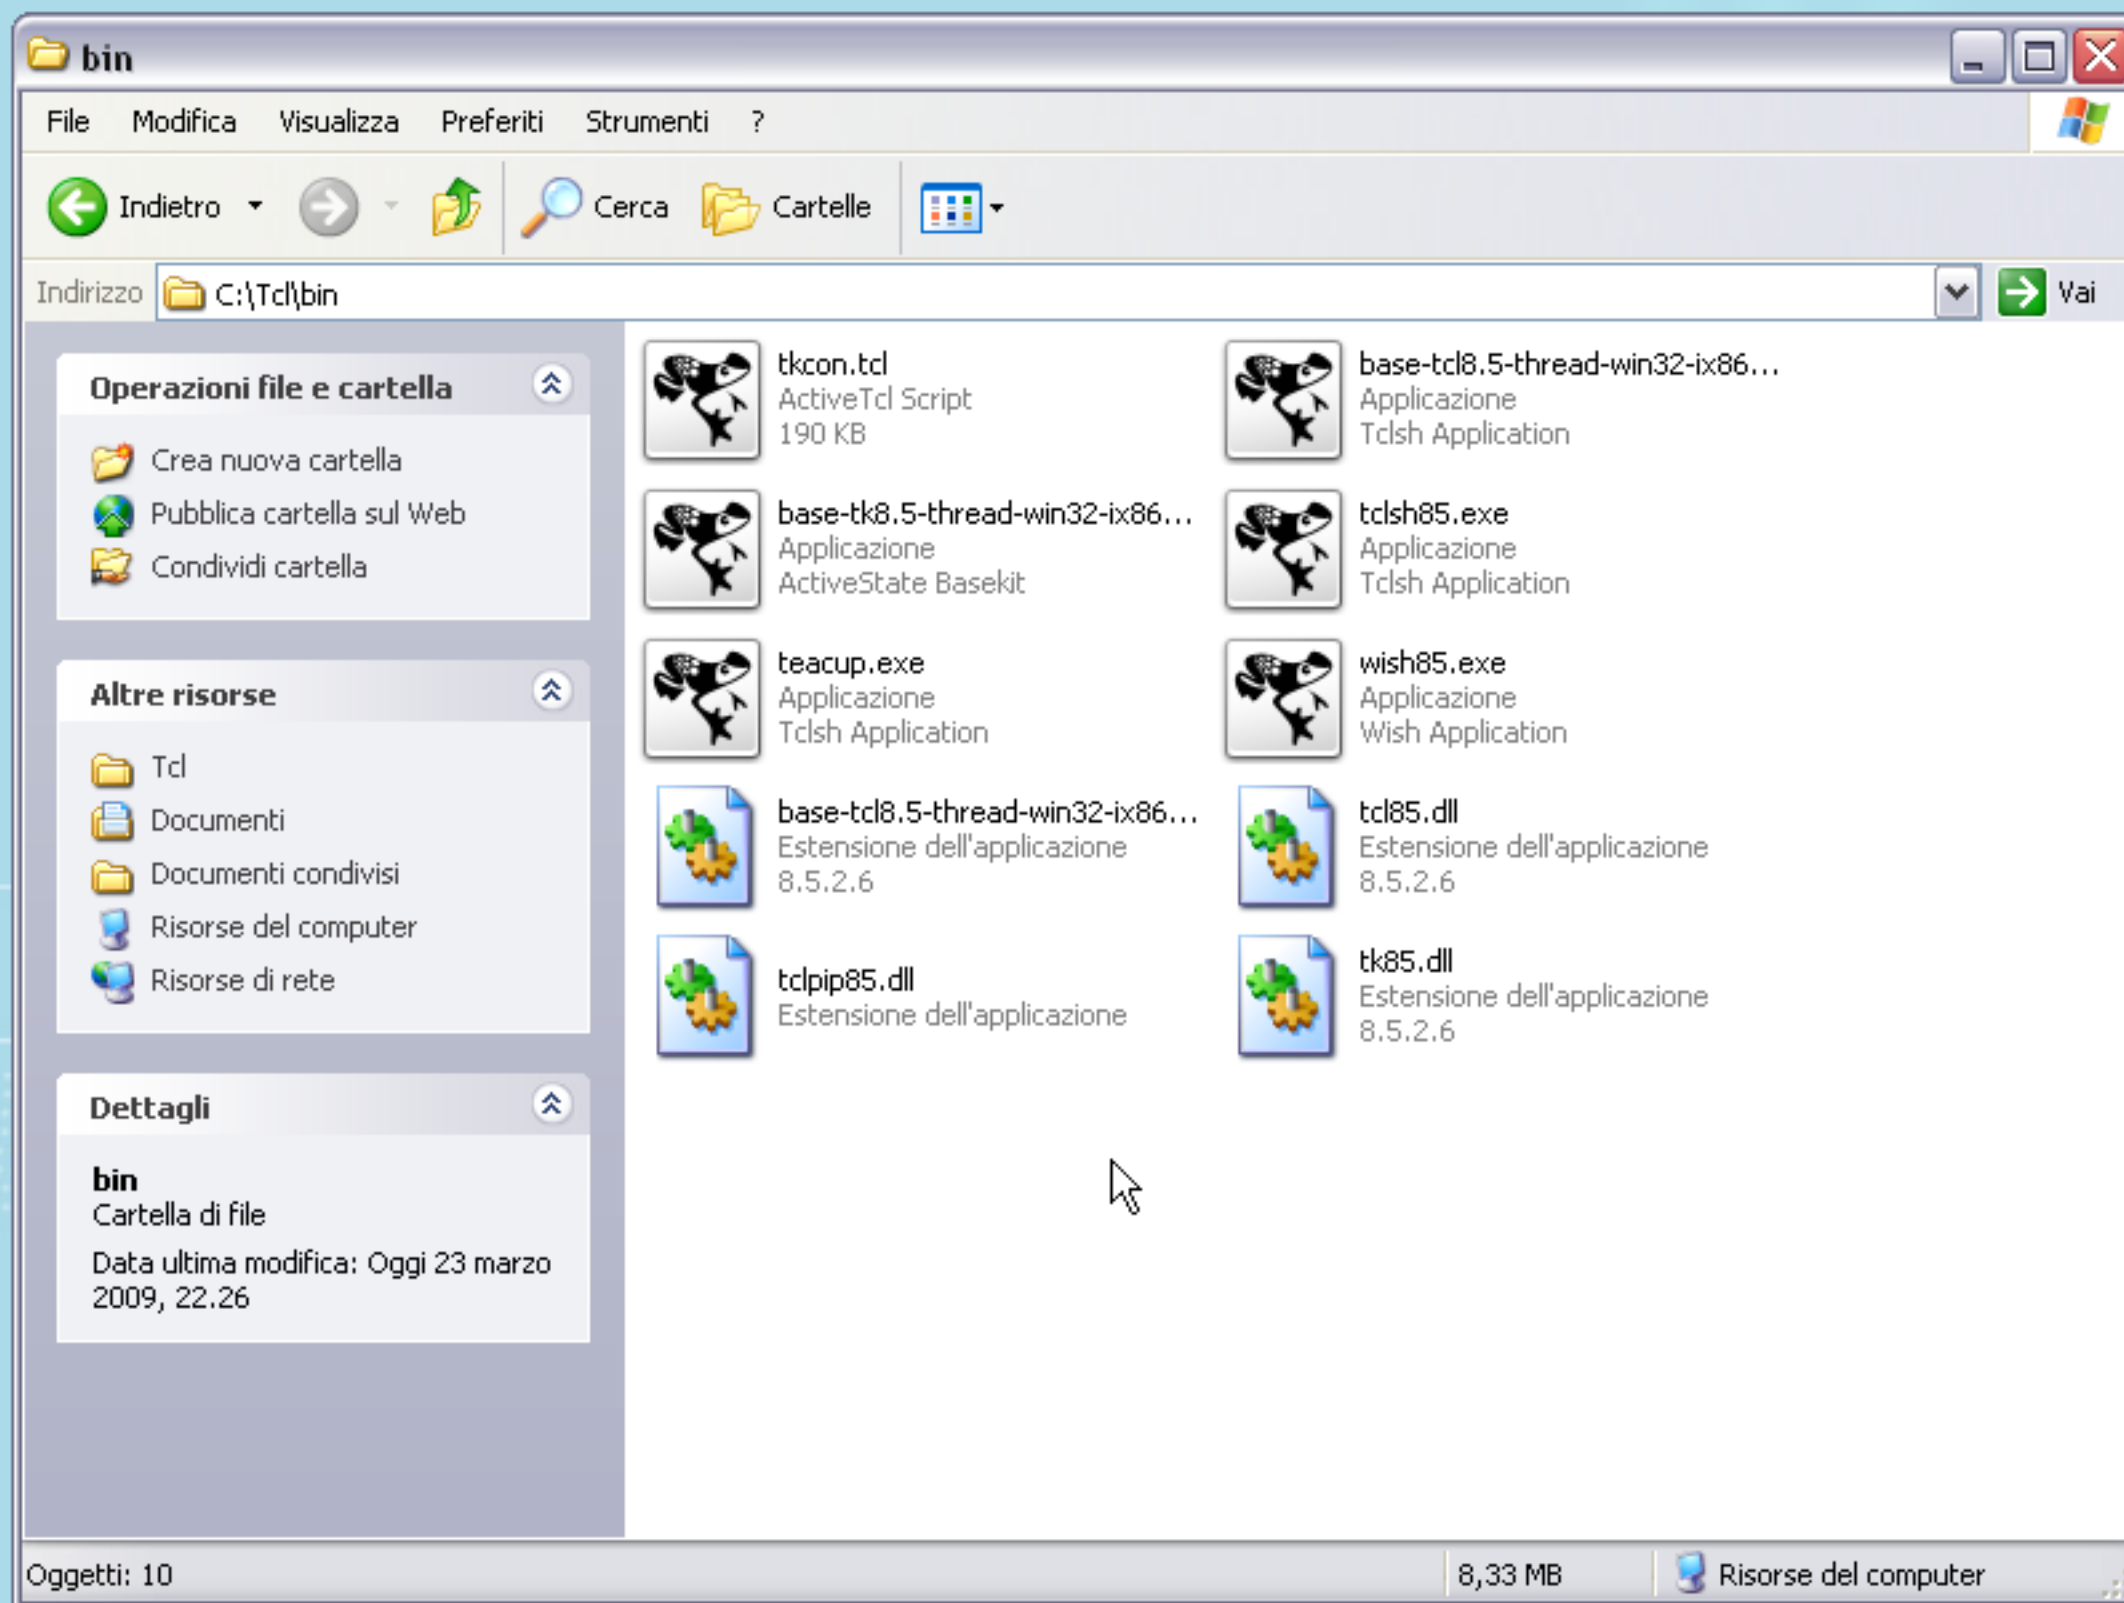 bin
File Modifica Visualizza Preferiti Strumenti ?
Indietro Cerca Cartelle
Indirizzo C:\Tcl\bin Vai
Operazioni file e cartella
Crea nuova cartella
Pubblica cartella sul Web
Condividi cartella
Altre risorse
Tcl
Documenti
Documenti condivisi
Risorse del computer
Risorse di rete
Dettagli
bin
Cartella di file
Data ultima modifica: Oggi 23 marzo
2009, 22.26
tkcon.tcl
ActiveTcl Script
190 KB
base-tcl8.5-thread-win32-ix86...
Applicazione
Tclsh Application
base-tk8.5-thread-win32-ix86...
Applicazione
ActiveState Basekit
tclsh85.exe
Applicazione
Tclsh Application
teacup.exe
Applicazione
Tclsh Application
wish85.exe
Applicazione
Wish Application
base-tcl8.5-thread-win32-ix86...
Estensione dell'applicazione
8.5.2.6
tcl85.dll
Estensione dell'applicazione
8.5.2.6
tclpip85.dll
Estensione dell'applicazione
tk85.dll
Estensione dell'applicazione
8.5.2.6
Oggetti: 10 8,33 MB Risorse del computer